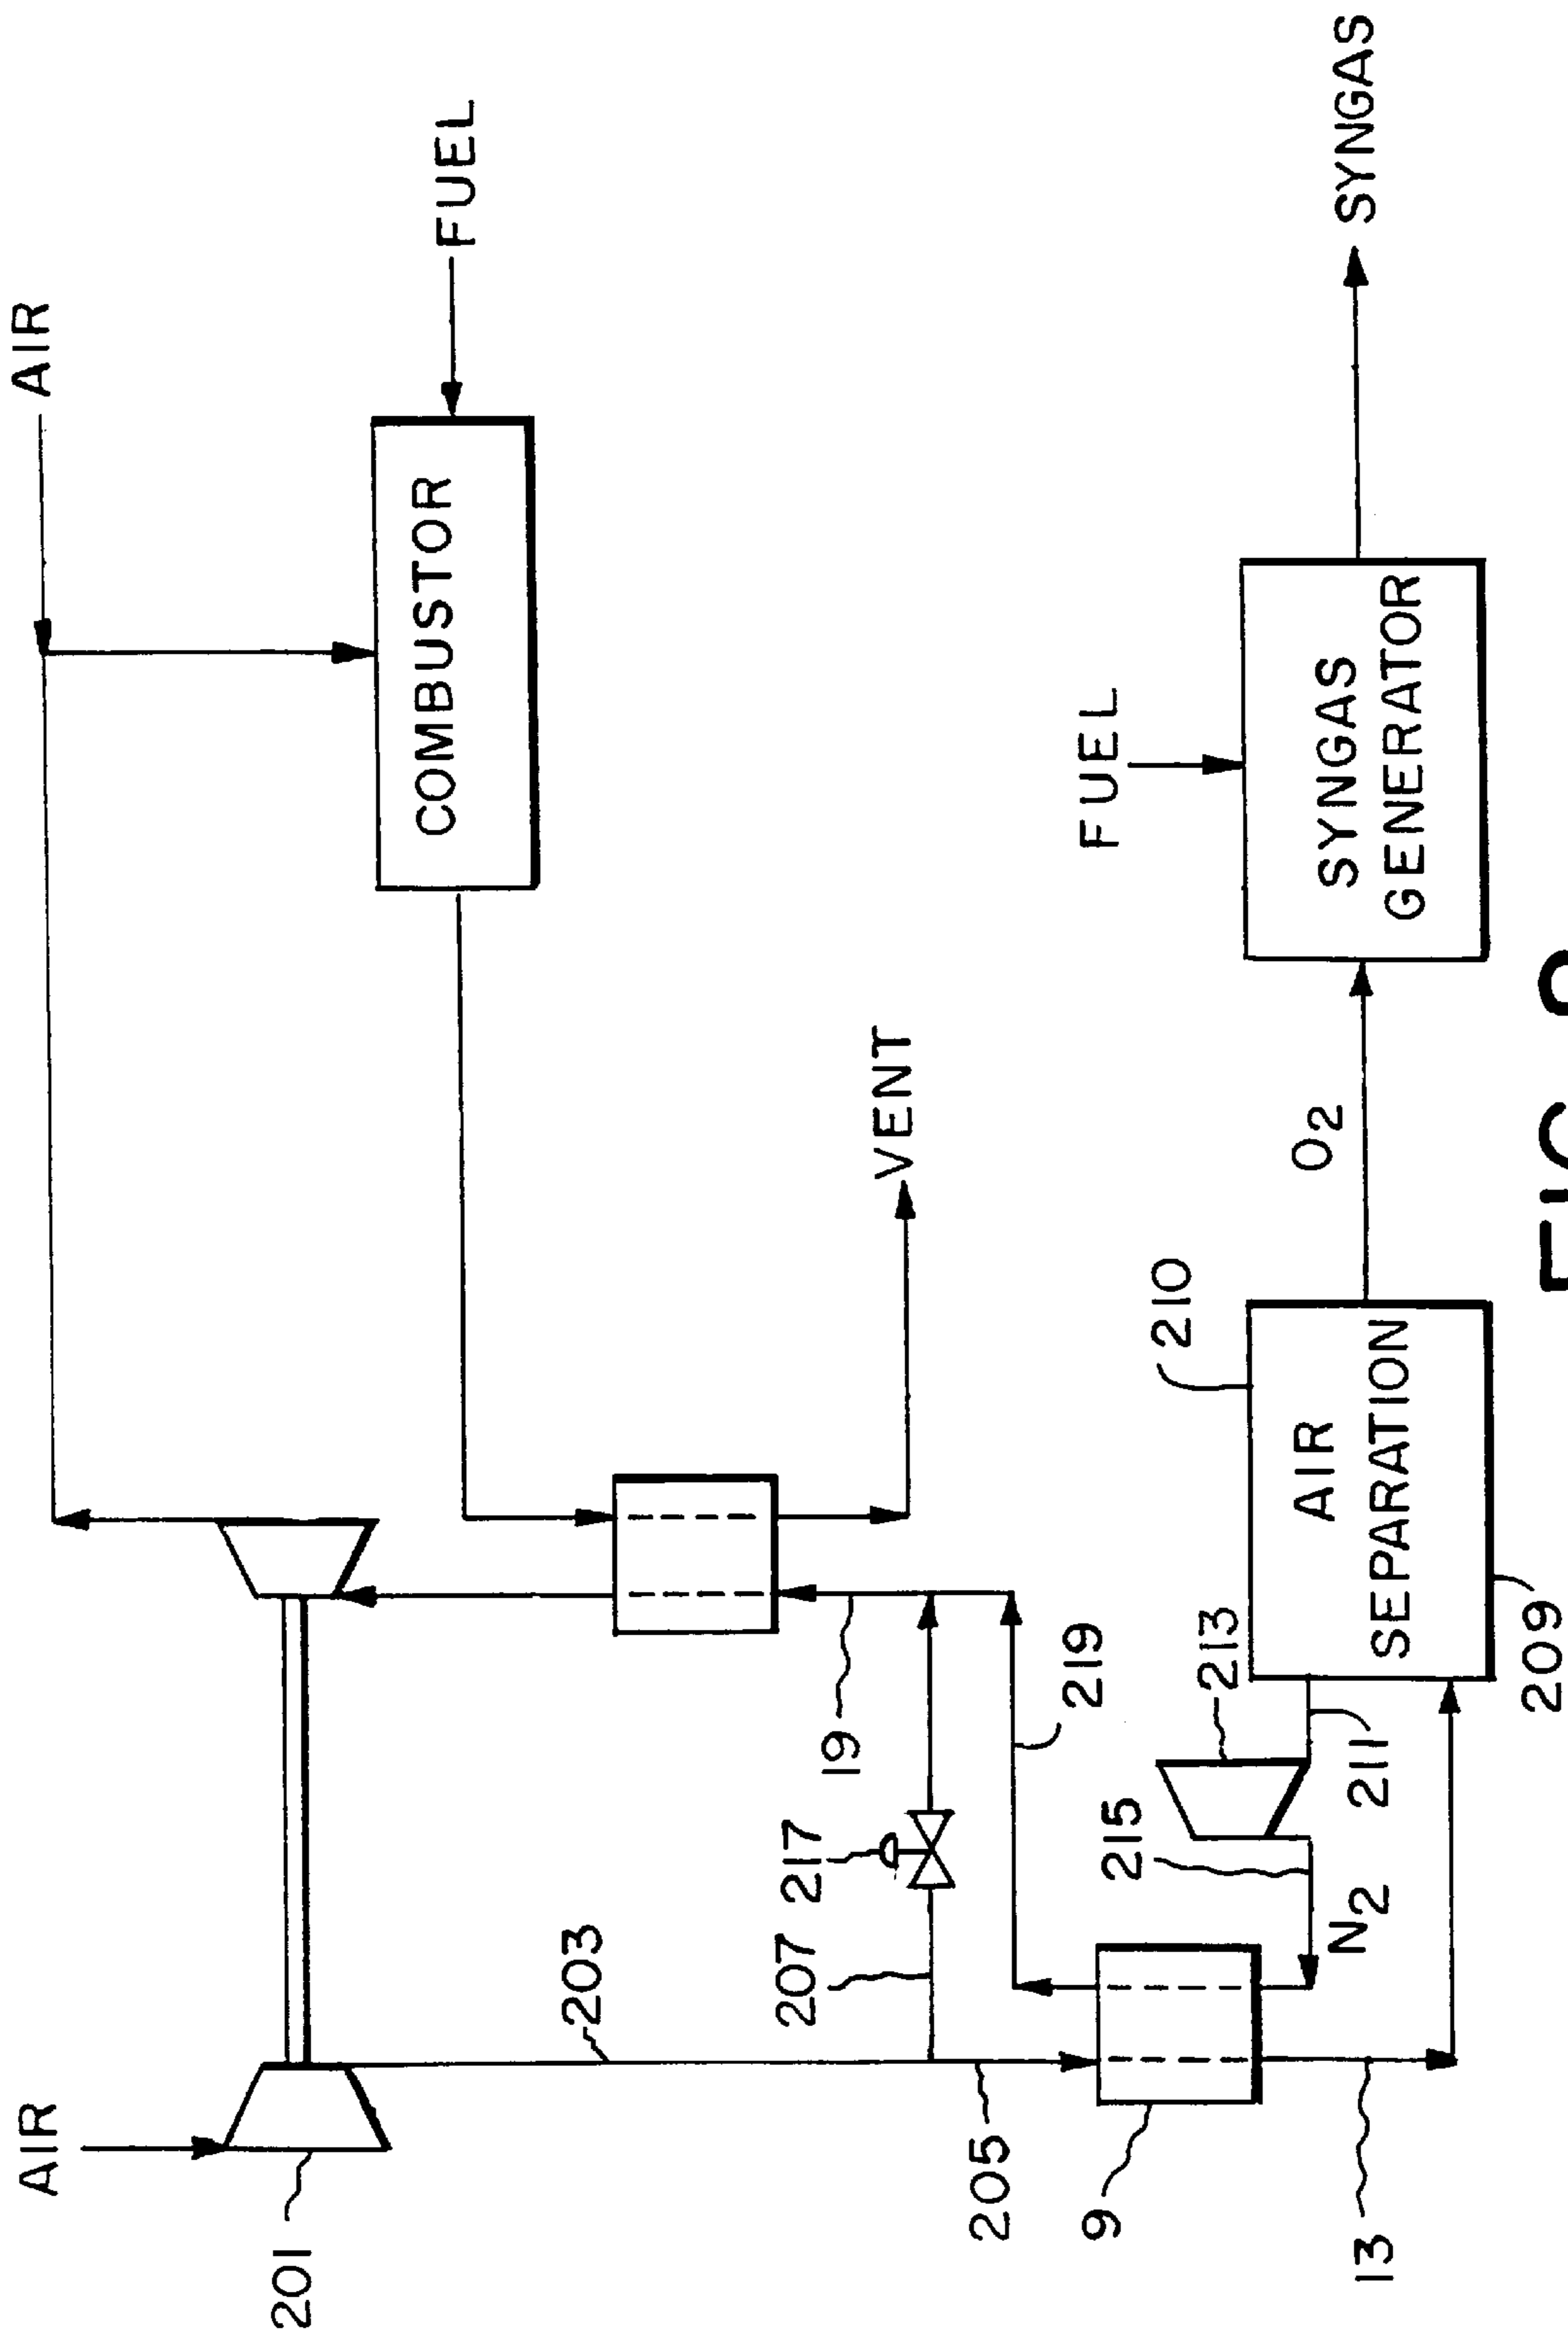 AIR
AIR
201
COMBUSTOR
FUEL
203
207
217
19
VENT
205
219
9
FUEL
215
210
213
AIR
SEPARATION
O2
SYNGAS
GENERATOR
SYNGAS
N2
211
13
209